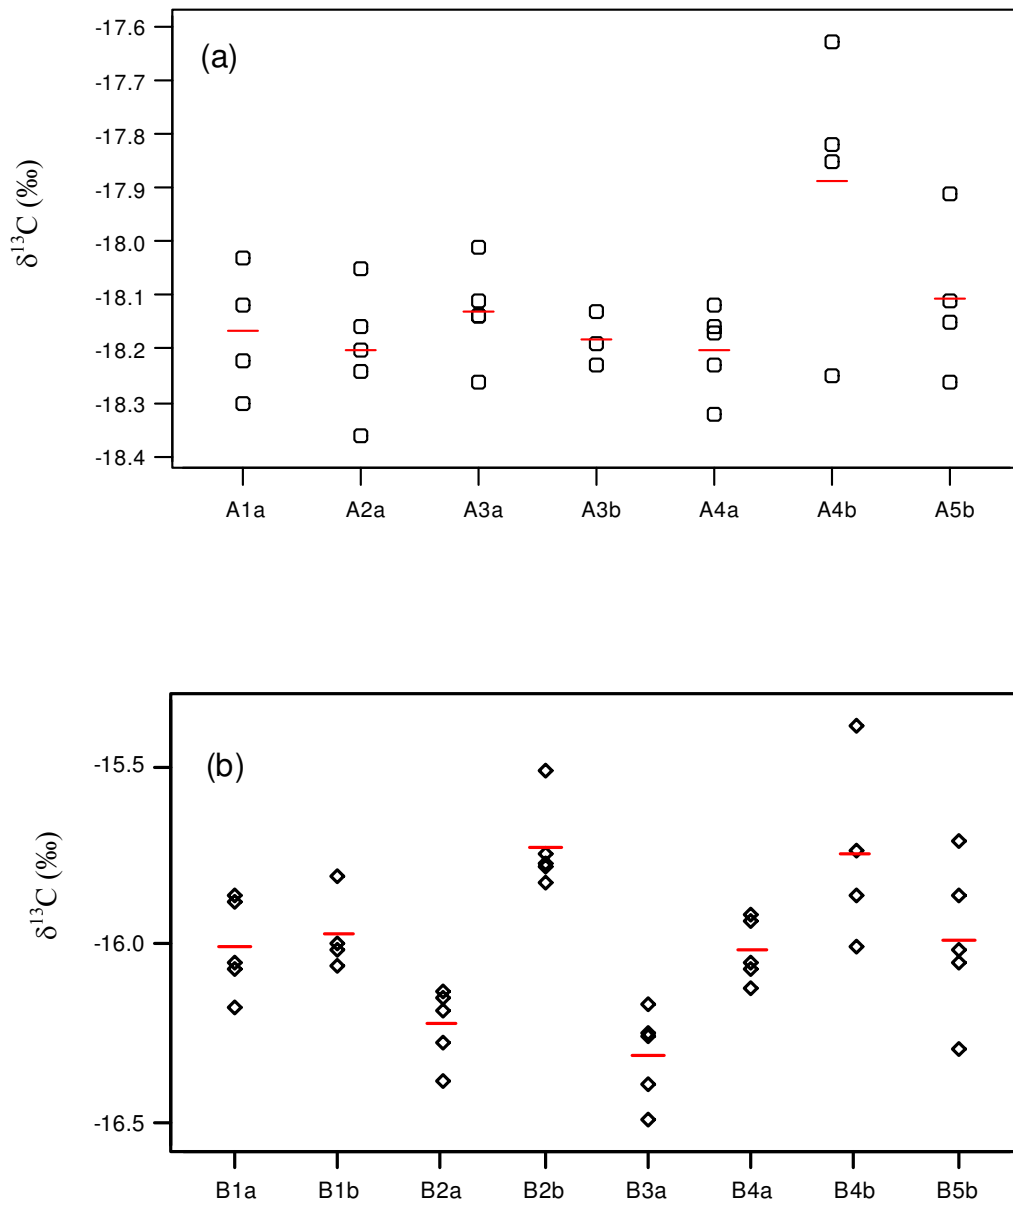 -17.6
(a)
-17.7
-17.8
-17.9
-18.0
-18.1
-18.2
-18.3
-18.4
δ¹³C (‰)
A1a A2a A3a A3b A4a A4b A5b
(b)
-15.5
-16.0
-16.5
δ¹³C (‰)
B1a B1b B2a B2b B3a B4a B4b B5b